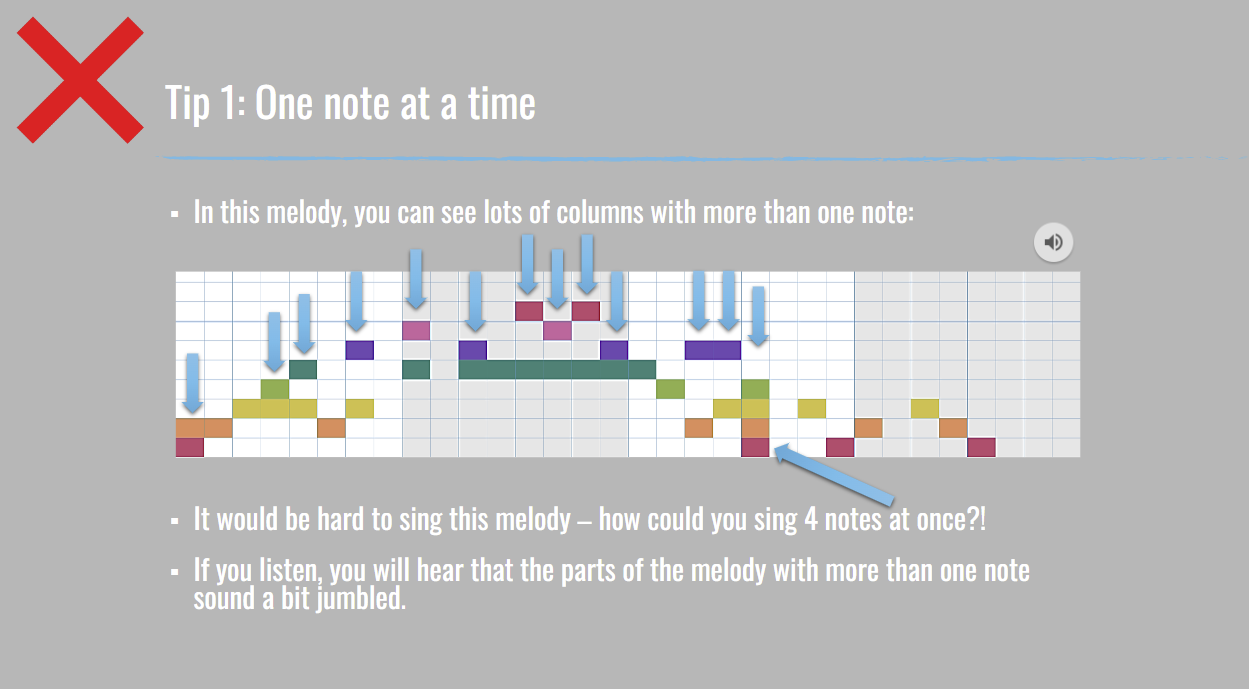 Tip 1: One note at a time
▪ In this melody, you can see lots of columns with more than one note:
▪ It would be hard to sing this melody – how could you sing 4 notes at once?!
▪ If you listen, you will hear that the parts of the melody with more than one note
sound a bit jumbled.